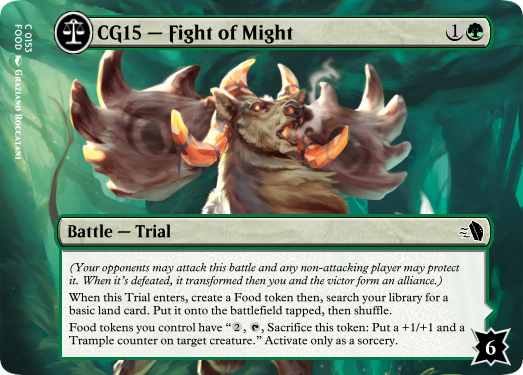 CG15 — Fight of Might
1
Battle — Trial
(Your opponents may attack this battle and any non-attacking player may protect
it. When it's defeated, it transformed then you and the victor form an alliance.)
When this Trial enters, create a Food token then, search your library for a
basic land card. Put it onto the battlefield tapped, then shuffle.
Food tokens you control have “2, , Sacrifice this token: Put a +1/+1 and a
Trample counter on target creature.” Activate only as a sorcery.
6
C 0153
FOOD Graziano Roccatani